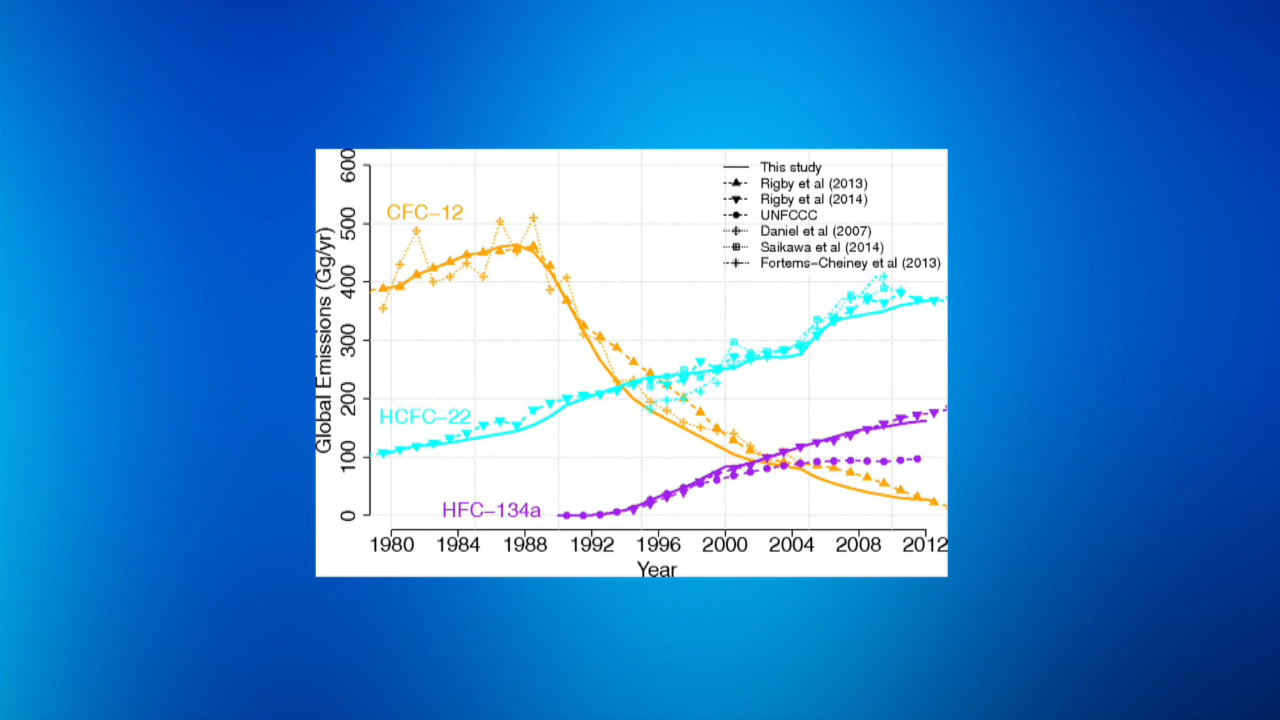 600
500
400
300
200
100
0
Global Emissions (Gg/yr)
CFC–12
HCFC–22
HFC–134a
This study
Rigby et al (2013)
Rigby et al (2014)
UNFCCC
Daniel et al (2007)
Saikawa et al (2014)
Fortems–Cheiney et al (2013)
1980 1984 1988 1992 1996 2000 2004 2008 2012
Year